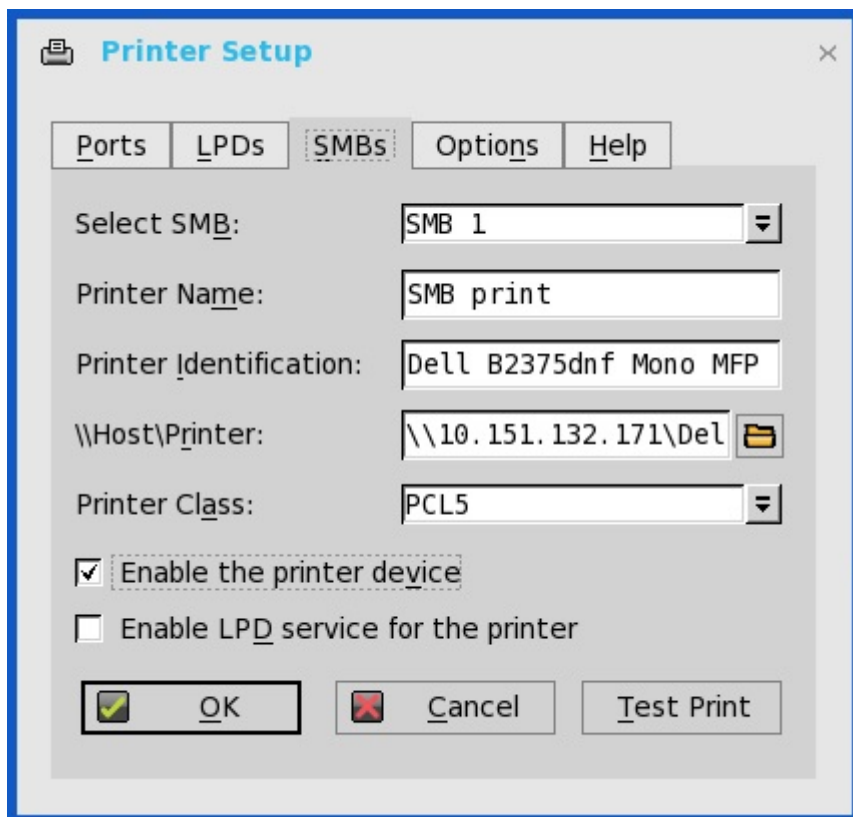 Printer Setup
Ports LPDs SMBs Options Help
Select SMB: SMB 1
Printer Name: SMB print
Printer Identification: Dell B2375dnf Mono MFP
\\Host\Printer: \\10.151.132.171\Del
Printer Class: PCL5
Enable the printer device
Enable LPD service for the printer
OK Cancel Test Print